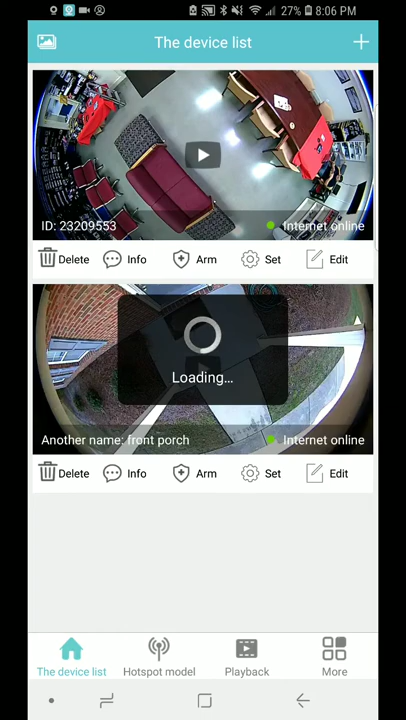 27% 8:06 PM
The device list
ID: 23209553
Internet online
Delete Info Arm Set Edit
Loading...
Another name: front porch
Internet online
Delete Info Arm Set Edit
The device list Hotspot model Playback More